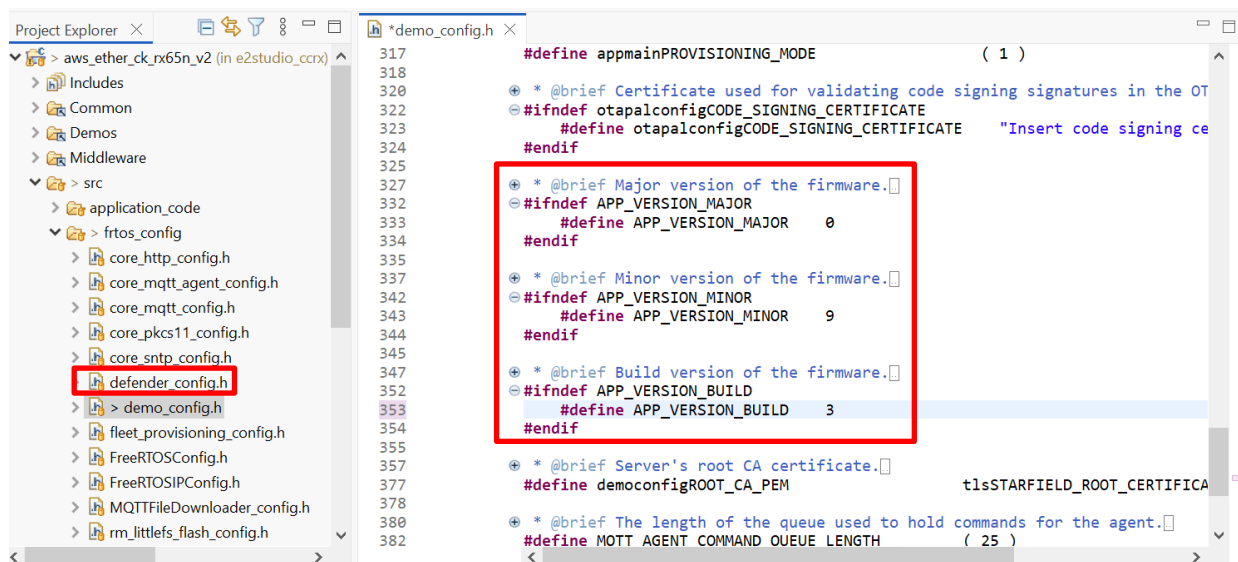 Project Explorer
> aws_ether_ck_rx65n_v2 (in e2studio_ccrx)
Includes
Common
Demos
Middleware
> src
application_code
> frtos_config
core_http_config.h
core_mqtt_agent_config.h
core_mqtt_config.h
core_pkcs11_config.h
core_sntp_config.h
defender_config.h
> demo_config.h
fleet_provisioning_config.h
FreeRTOSConfig.h
FreeRTOSIPConfig.h
MQTTFileDownloader_config.h
rm_littlefs_flash_config.h
*demo_config.h
317 #define appmainPROVISIONING_MODE ( 1 )
318
320 * @brief Certificate used for validating code signing signatures in the OT
322 #ifndef otapalconfigCODE_SIGNING_CERTIFICATE
323 #define otapalconfigCODE_SIGNING_CERTIFICATE "Insert code signing ce
324 #endif
325
327 * @brief Major version of the firmware.
332 #ifndef APP_VERSION_MAJOR
333 #define APP_VERSION_MAJOR 0
334 #endif
335
337 * @brief Minor version of the firmware.
342 #ifndef APP_VERSION_MINOR
343 #define APP_VERSION_MINOR 9
344 #endif
345
347 * @brief Build version of the firmware.
352 #ifndef APP_VERSION_BUILD
353 #define APP_VERSION_BUILD 3
354 #endif
355
357 * @brief Server's root CA certificate.
377 #define democonfigROOT_CA_PEM tlsSTARFIELD_ROOT_CERTIFICA
378
380 * @brief The length of the queue used to hold commands for the agent.
382 #define MQTT_AGENT_COMMAND_QUEUE_LENGTH ( 25 )